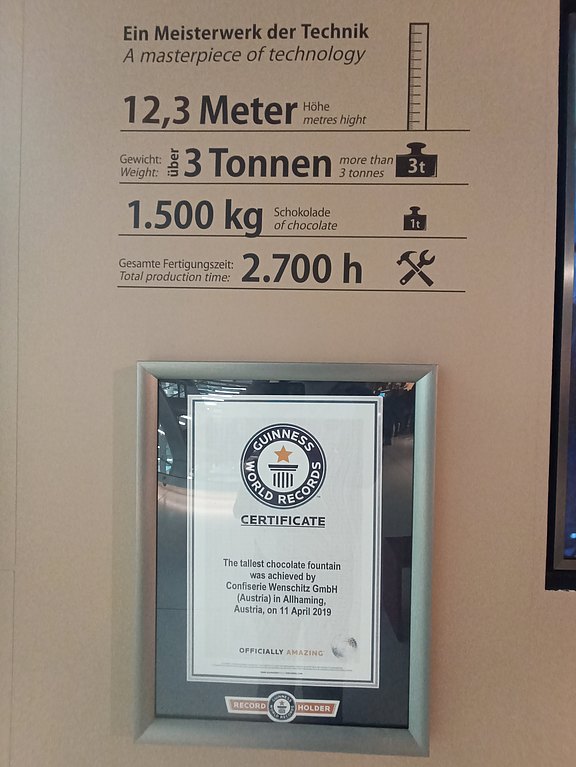 Ein Meisterwerk der Technik
A masterpiece of technology
12,3 Meter Höhe
metres hight
Gewicht: über 3 Tonnen more than
Weight: 3 tonnes 3t
1.500 kg Schokolade
of chocolate 1t
Gesamte Fertigungszeit: 2.700 h
Total production time:
GUINNESS
WORLD RECORDS
CERTIFICATE
The tallest chocolate fountain
was achieved by
Confiserie Wenschitz GmbH
(Austria) in Allhaming,
Austria, on 11 April 2019
OFFICIALLY AMAZING
RECORD HOLDER